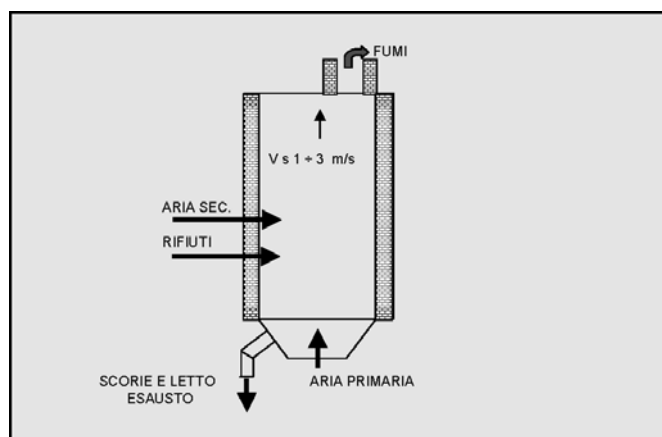 FUMI
V s 1 ÷ 3 m/s
ARIA SEC.
RIFIUTI
SCORIE E LETTO
ESAUSTO
ARIA PRIMARIA